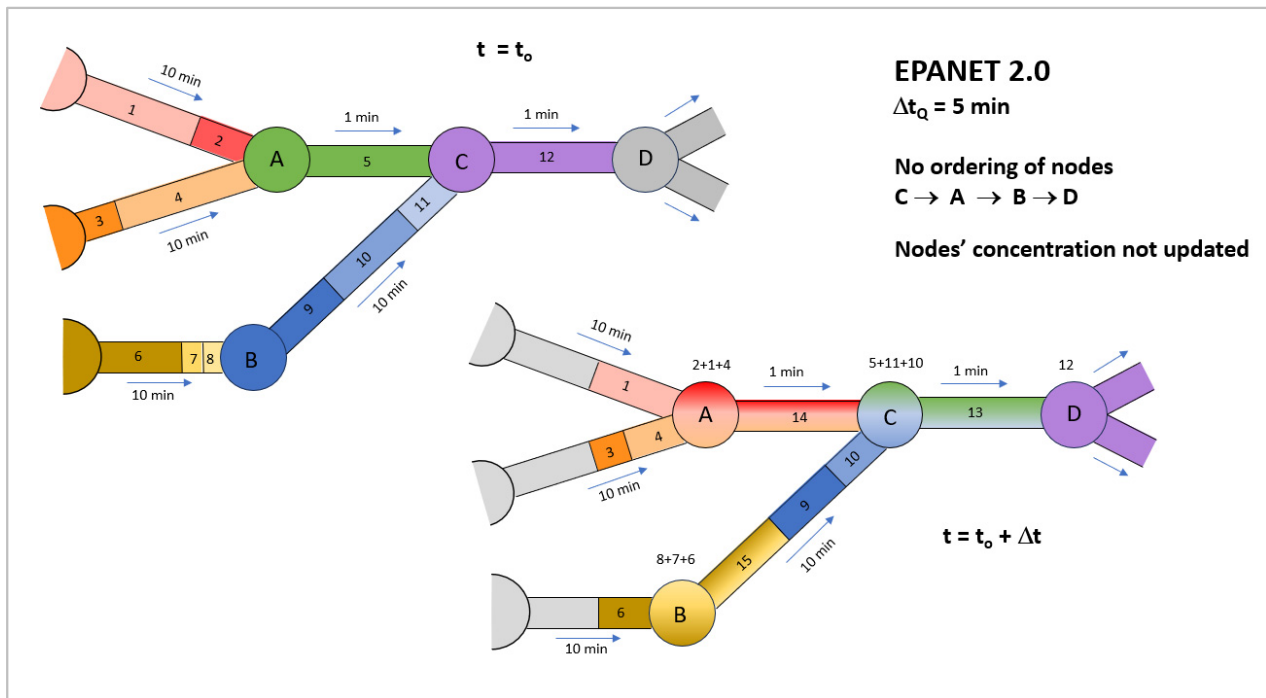 t = tₒ
EPANET 2.0
ΔtQ = 5 min
No ordering of nodes
C → A → B → D
Nodes' concentration not updated
10 min
1
2
A
1 min
5
C
1 min
12
D
3
4
10 min
11
10
9
10 min
6
7
8
B
10 min
10 min
1
2+1+4
A
1 min
14
5+11+10
C
1 min
13
12
D
3
4
10 min
10
9
15
10 min
8+7+6
6
B
10 min
t = tₒ + Δt